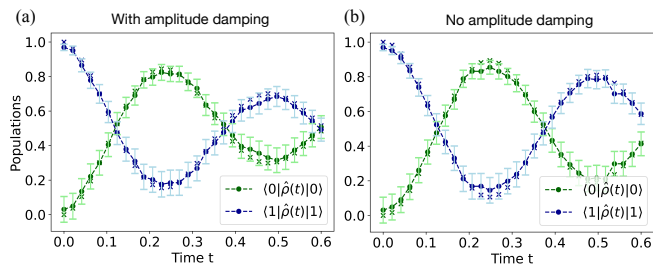 (a) With amplitude damping
(b) No amplitude damping
Populations
1.0
0.8
0.6
0.4
0.2
0.0
⟨0|ρ̂(t)|0⟩
⟨1|ρ̂(t)|1⟩
0.0 0.1 0.2 0.3 0.4 0.5 0.6
Time t
1.0
0.8
0.6
0.4
0.2
0.0
⟨0|ρ̂(t)|0⟩
⟨1|ρ̂(t)|1⟩
0.0 0.1 0.2 0.3 0.4 0.5 0.6
Time t